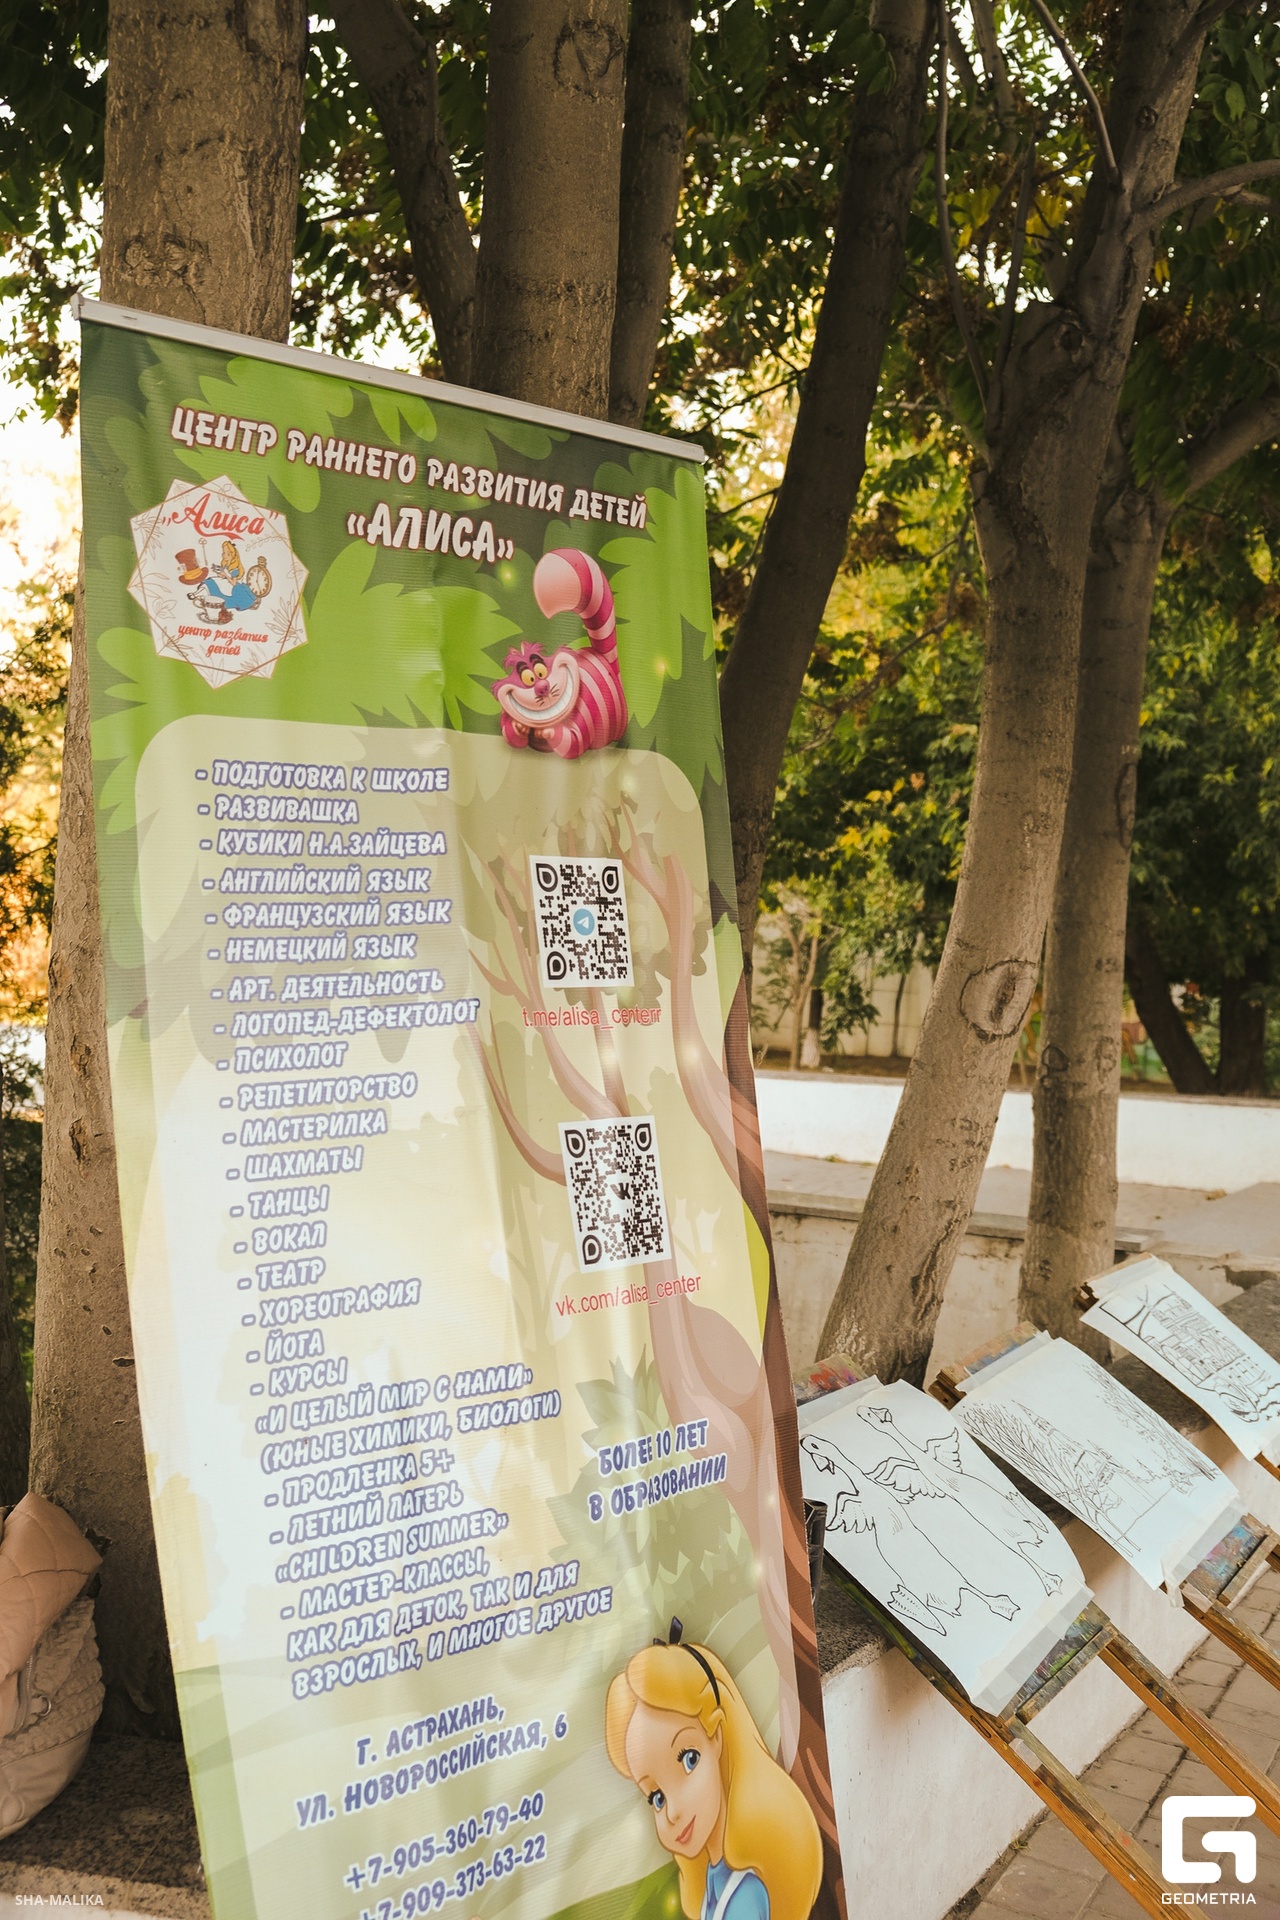 ЦЕНТР РАННЕГО РАЗВИТИЯ ДЕТЕЙ
«АЛИСА»
„Алиса"
центр развития
детей
- ПОДГОТОВКА К ШКОЛЕ
- РАЗВИВАШКА
- КУБИКИ Н.А.ЗАЙЦЕВА
- АНГЛИЙСКИЙ ЯЗЫК
- ФРАНЦУЗСКИЙ ЯЗЫК
- НЕМЕЦКИЙ ЯЗЫК
- АРТ. ДЕЯТЕЛЬНОСТЬ
- ЛОГОПЕД-ДЕФЕКТОЛОГ
- ПСИХОЛОГ
- РЕПЕТИТОРСТВО
- МАСТЕРИЛКА
- ШАХМАТЫ
- ТАНЦЫ
- ВОКАЛ
- ТЕАТР
- ХОРЕОГРАФИЯ
- ЙОГА
- КУРСЫ
«И ЦЕЛЫЙ МИР С НАМИ»
(ЮНЫЕ ХИМИКИ, БИОЛОГИ)
- ПРОДЛЕНКА 5+
- ЛЕТНИЙ ЛАГЕРЬ
«CHILDREN SUMMER»
- МАСТЕР-КЛАССЫ,
КАК ДЛЯ ДЕТОК, ТАК И ДЛЯ
ВЗРОСЛЫХ, И МНОГОЕ ДРУГОЕ
t.me/alisa_centerr
vk.com/alisa_center
БОЛЕЕ 10 ЛЕТ
В ОБРАЗОВАНИИ
Г. АСТРАХАНЬ,
УЛ. НОВОРОССИЙСКАЯ, 6
+7-905-360-79-40
+7-909-373-63-22
SHA-MALIKA
GEOMETRIA